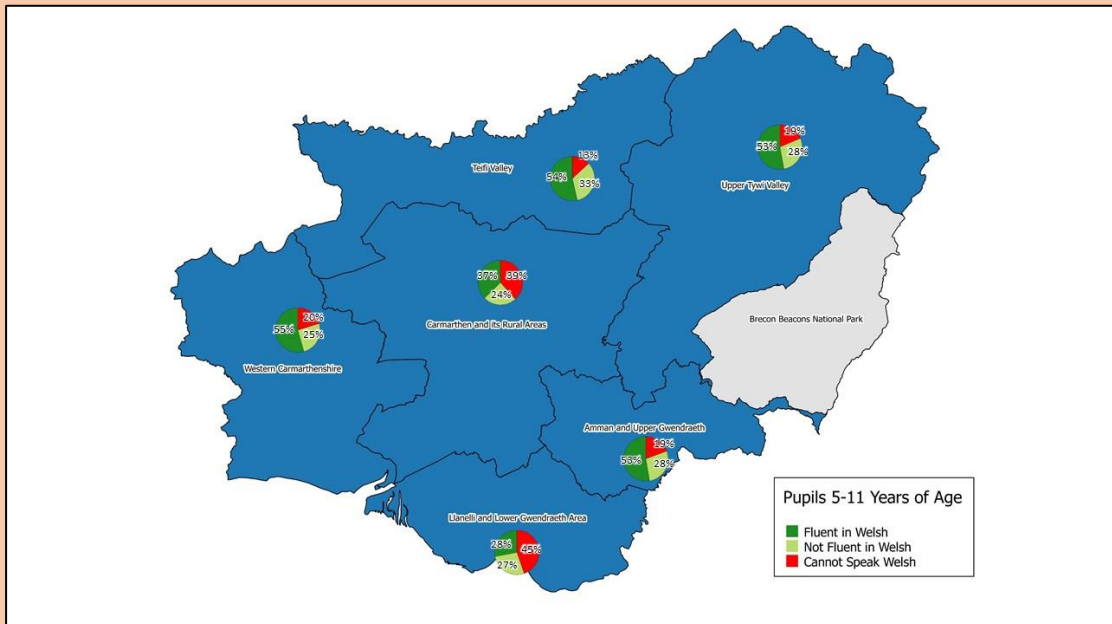 19%
53%
28%
Upper Tywi Valley
13%
54%
33%
Teifi Valley
37%
39%
24%
Carmarthen and its Rural Areas
Brecon Beacons National Park
20%
55%
25%
Western Carmarthenshire
Amman and Upper Gwendraeth
19%
53%
28%
Llanelli and Lower Gwendraeth Area
28%
45%
27%
Pupils 5-11 Years of Age
Fluent in Welsh
Not Fluent in Welsh
Cannot Speak Welsh